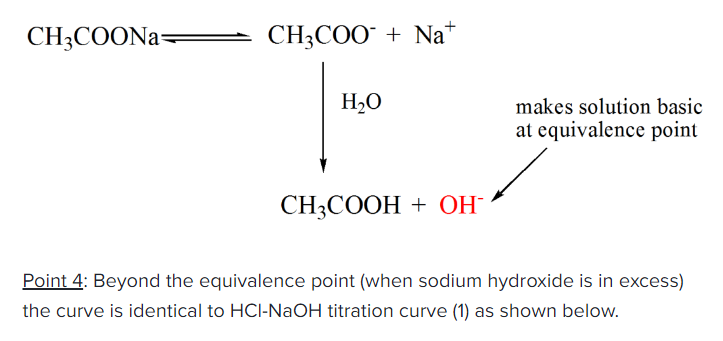 CH₃COONa ⇌ CH₃COO⁻ + Na⁺
H₂O
makes solution basic
at equivalence point
CH₃COOH + OH⁻
Point 4: Beyond the equivalence point (when sodium hydroxide is in excess)
the curve is identical to HCl-NaOH titration curve (1) as shown below.